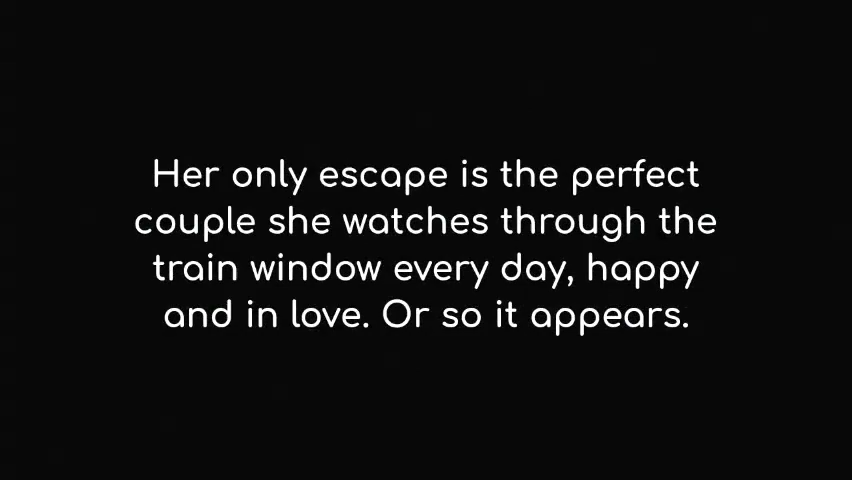 Her only escape is the perfect
couple she watches through the
train window every day, happy
and in love. Or so it appears.